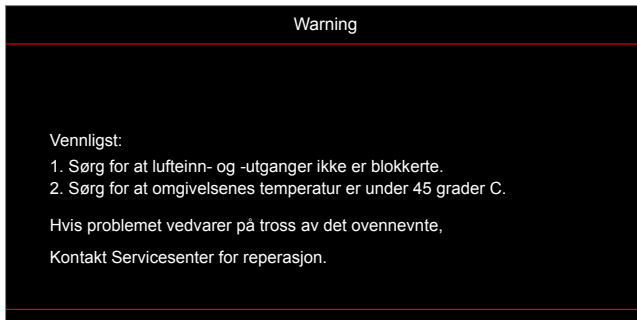 Warning
Vennligst:
1. Sørg for at lufteinn- og -utganger ikke er blokkerte.
2. Sørg for at omgivelsenes temperatur er under 45 grader C.
Hvis problemet vedvarer på tross av det ovennevnte,
Kontakt Servicesenter for reperasjon.